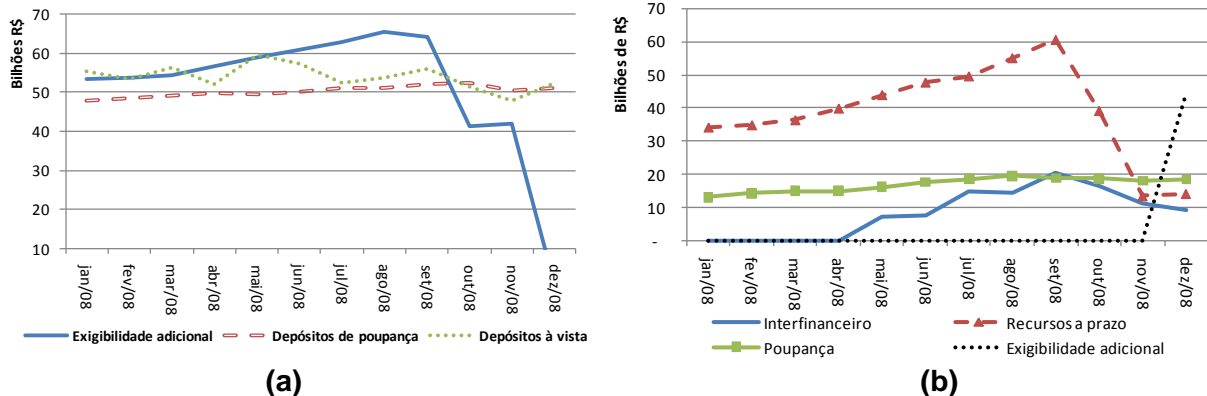 Bilhões R$
70
60
50
40
30
20
10
jan/08
fev/08
mar/08
abr/08
mai/08
jun/08
jul/08
ago/08
set/08
out/08
nov/08
dez/08
Exigibilidade adicional
Depósitos de poupança
Depósitos à vista
(a)
Bilhões de R$
70
60
50
40
30
20
10
-
jan/08
fev/08
mar/08
abr/08
mai/08
jun/08
jul/08
ago/08
set/08
out/08
nov/08
dez/08
Interfinanceiro
Recursos a prazo
Poupança
Exigibilidade adicional
(b)